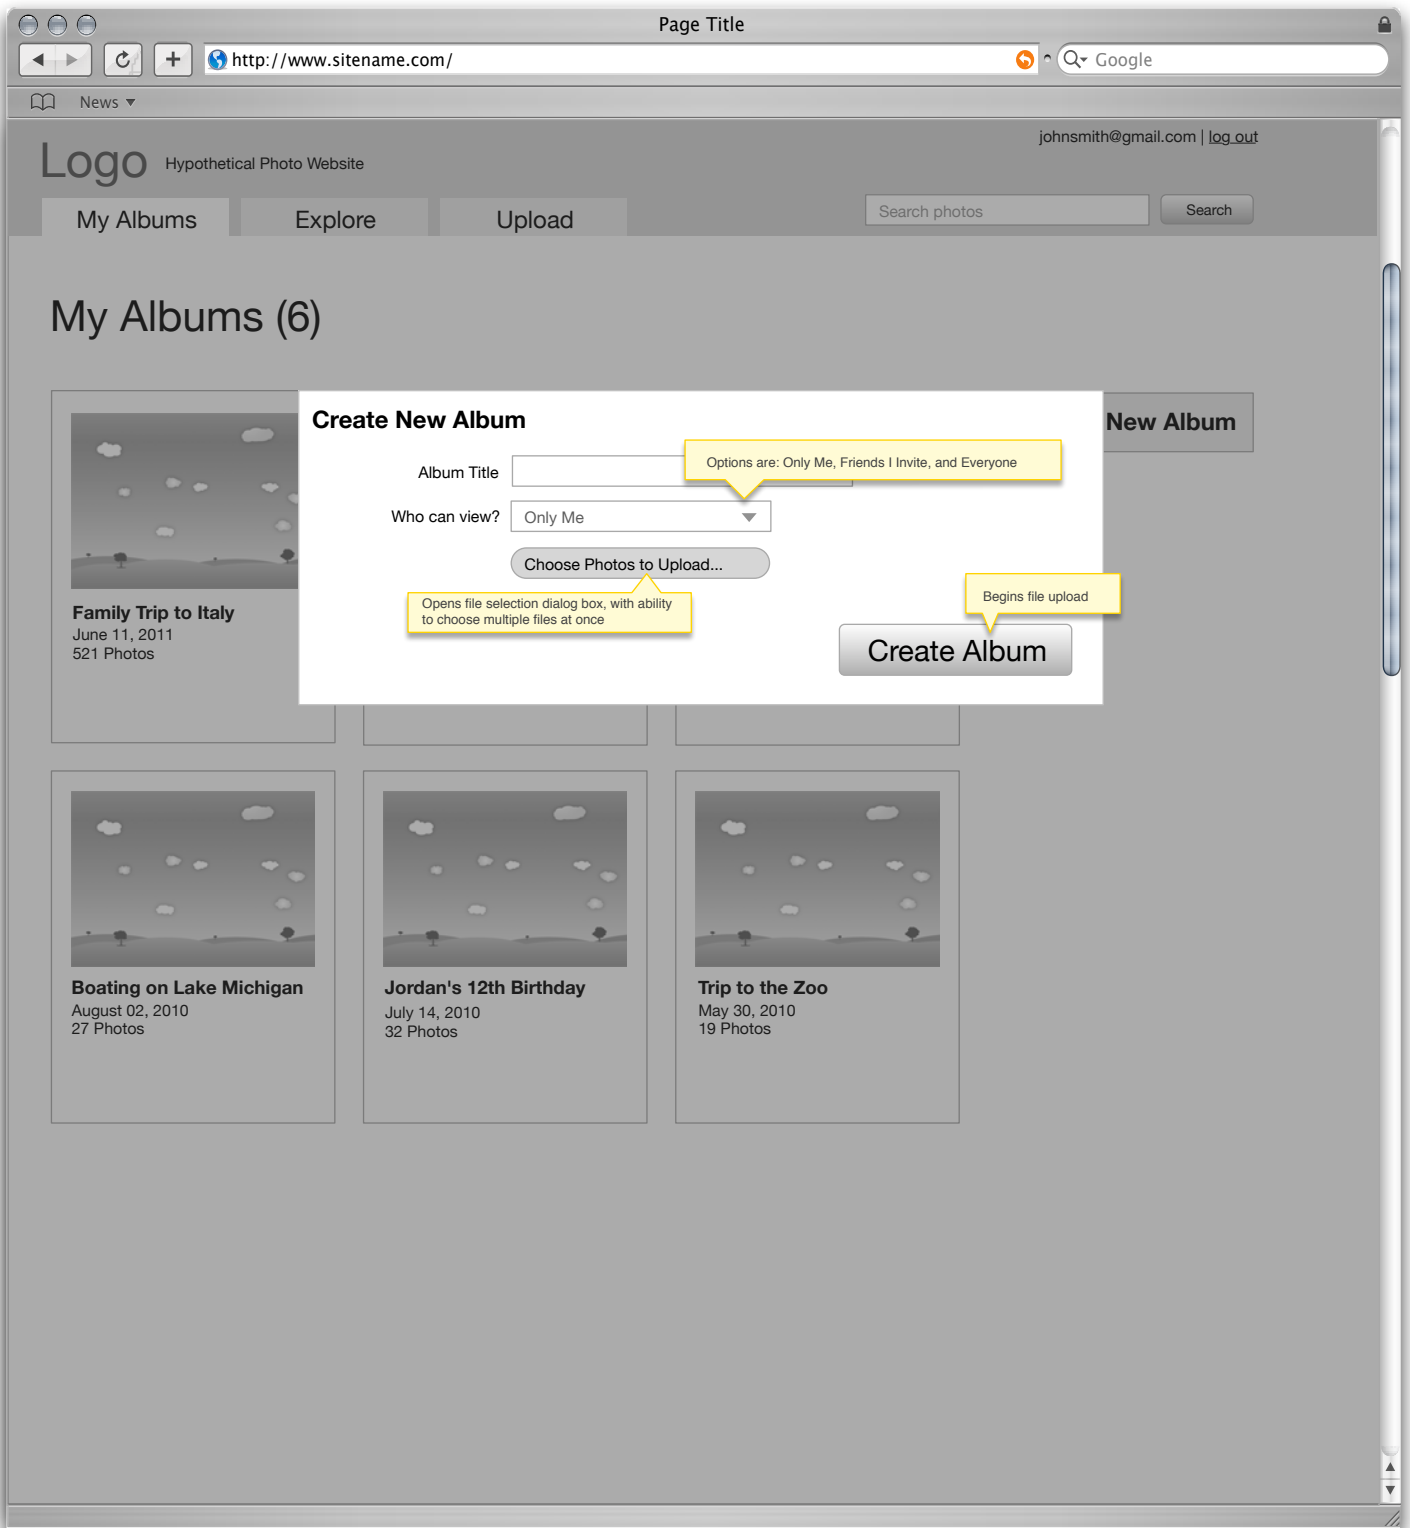 Page Title
http://www.sitename.com/
Google
News
johnsmith@gmail.com | log out
Logo
Hypothetical Photo Website
My Albums
Explore
Upload
Search photos
Search
My Albums (6)
Create New Album
New Album
Options are: Only Me, Friends I Invite, and Everyone
Album Title
Who can view?
Only Me
Choose Photos to Upload...
Opens file selection dialog box, with ability
to choose multiple files at once
Begins file upload
Create Album
Family Trip to Italy
June 11, 2011
521 Photos
Boating on Lake Michigan
August 02, 2010
27 Photos
Jordan's 12th Birthday
July 14, 2010
32 Photos
Trip to the Zoo
May 30, 2010
19 Photos